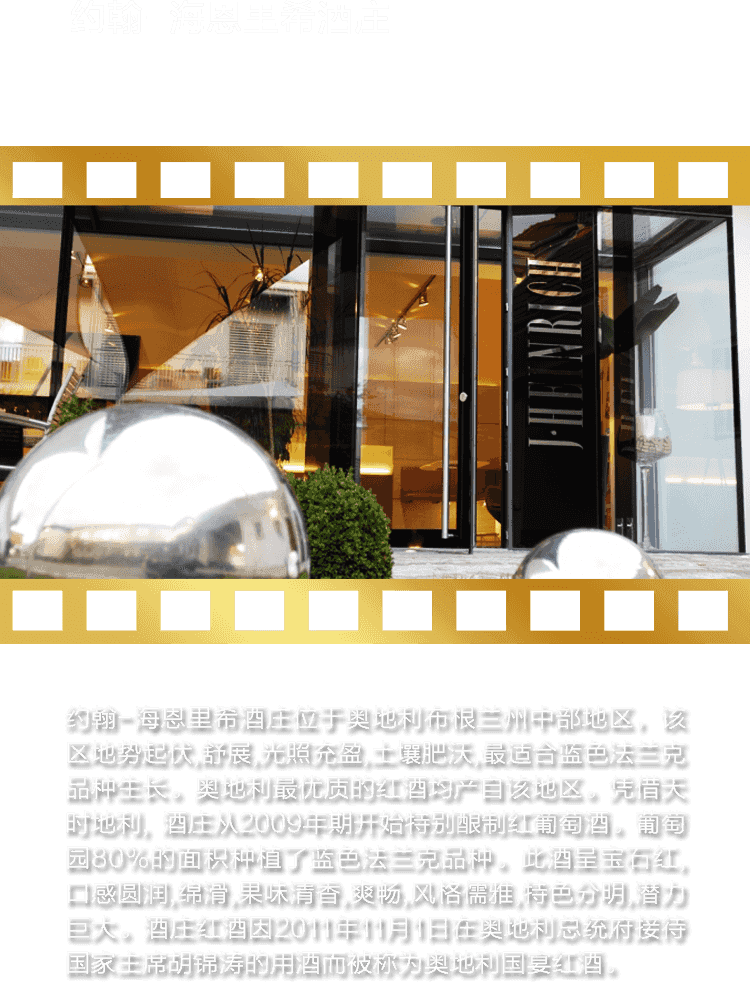 约翰-海恩里希酒庄
J·HEINRICH
约翰-海恩里希酒庄位于奥地利布根兰州中部地区。该
区地势起伏,舒展,光照充盈,土壤肥沃,最适合蓝色法兰克
品种生长。奥地利最优质的红酒均产自该地区。凭借天
时地利, 酒庄从2009年期开始特别酿制红葡萄酒。葡萄
园80%的面积种植了蓝色法兰克品种。此酒呈宝石红,
口感圆润,绵滑,果味清香,爽畅,风格儒雅,特色分明,潜力
巨大。酒庄红酒因2011年11月1日在奥地利总统府接待
国家主席胡锦涛的用酒而被称为奥地利国宴红酒。